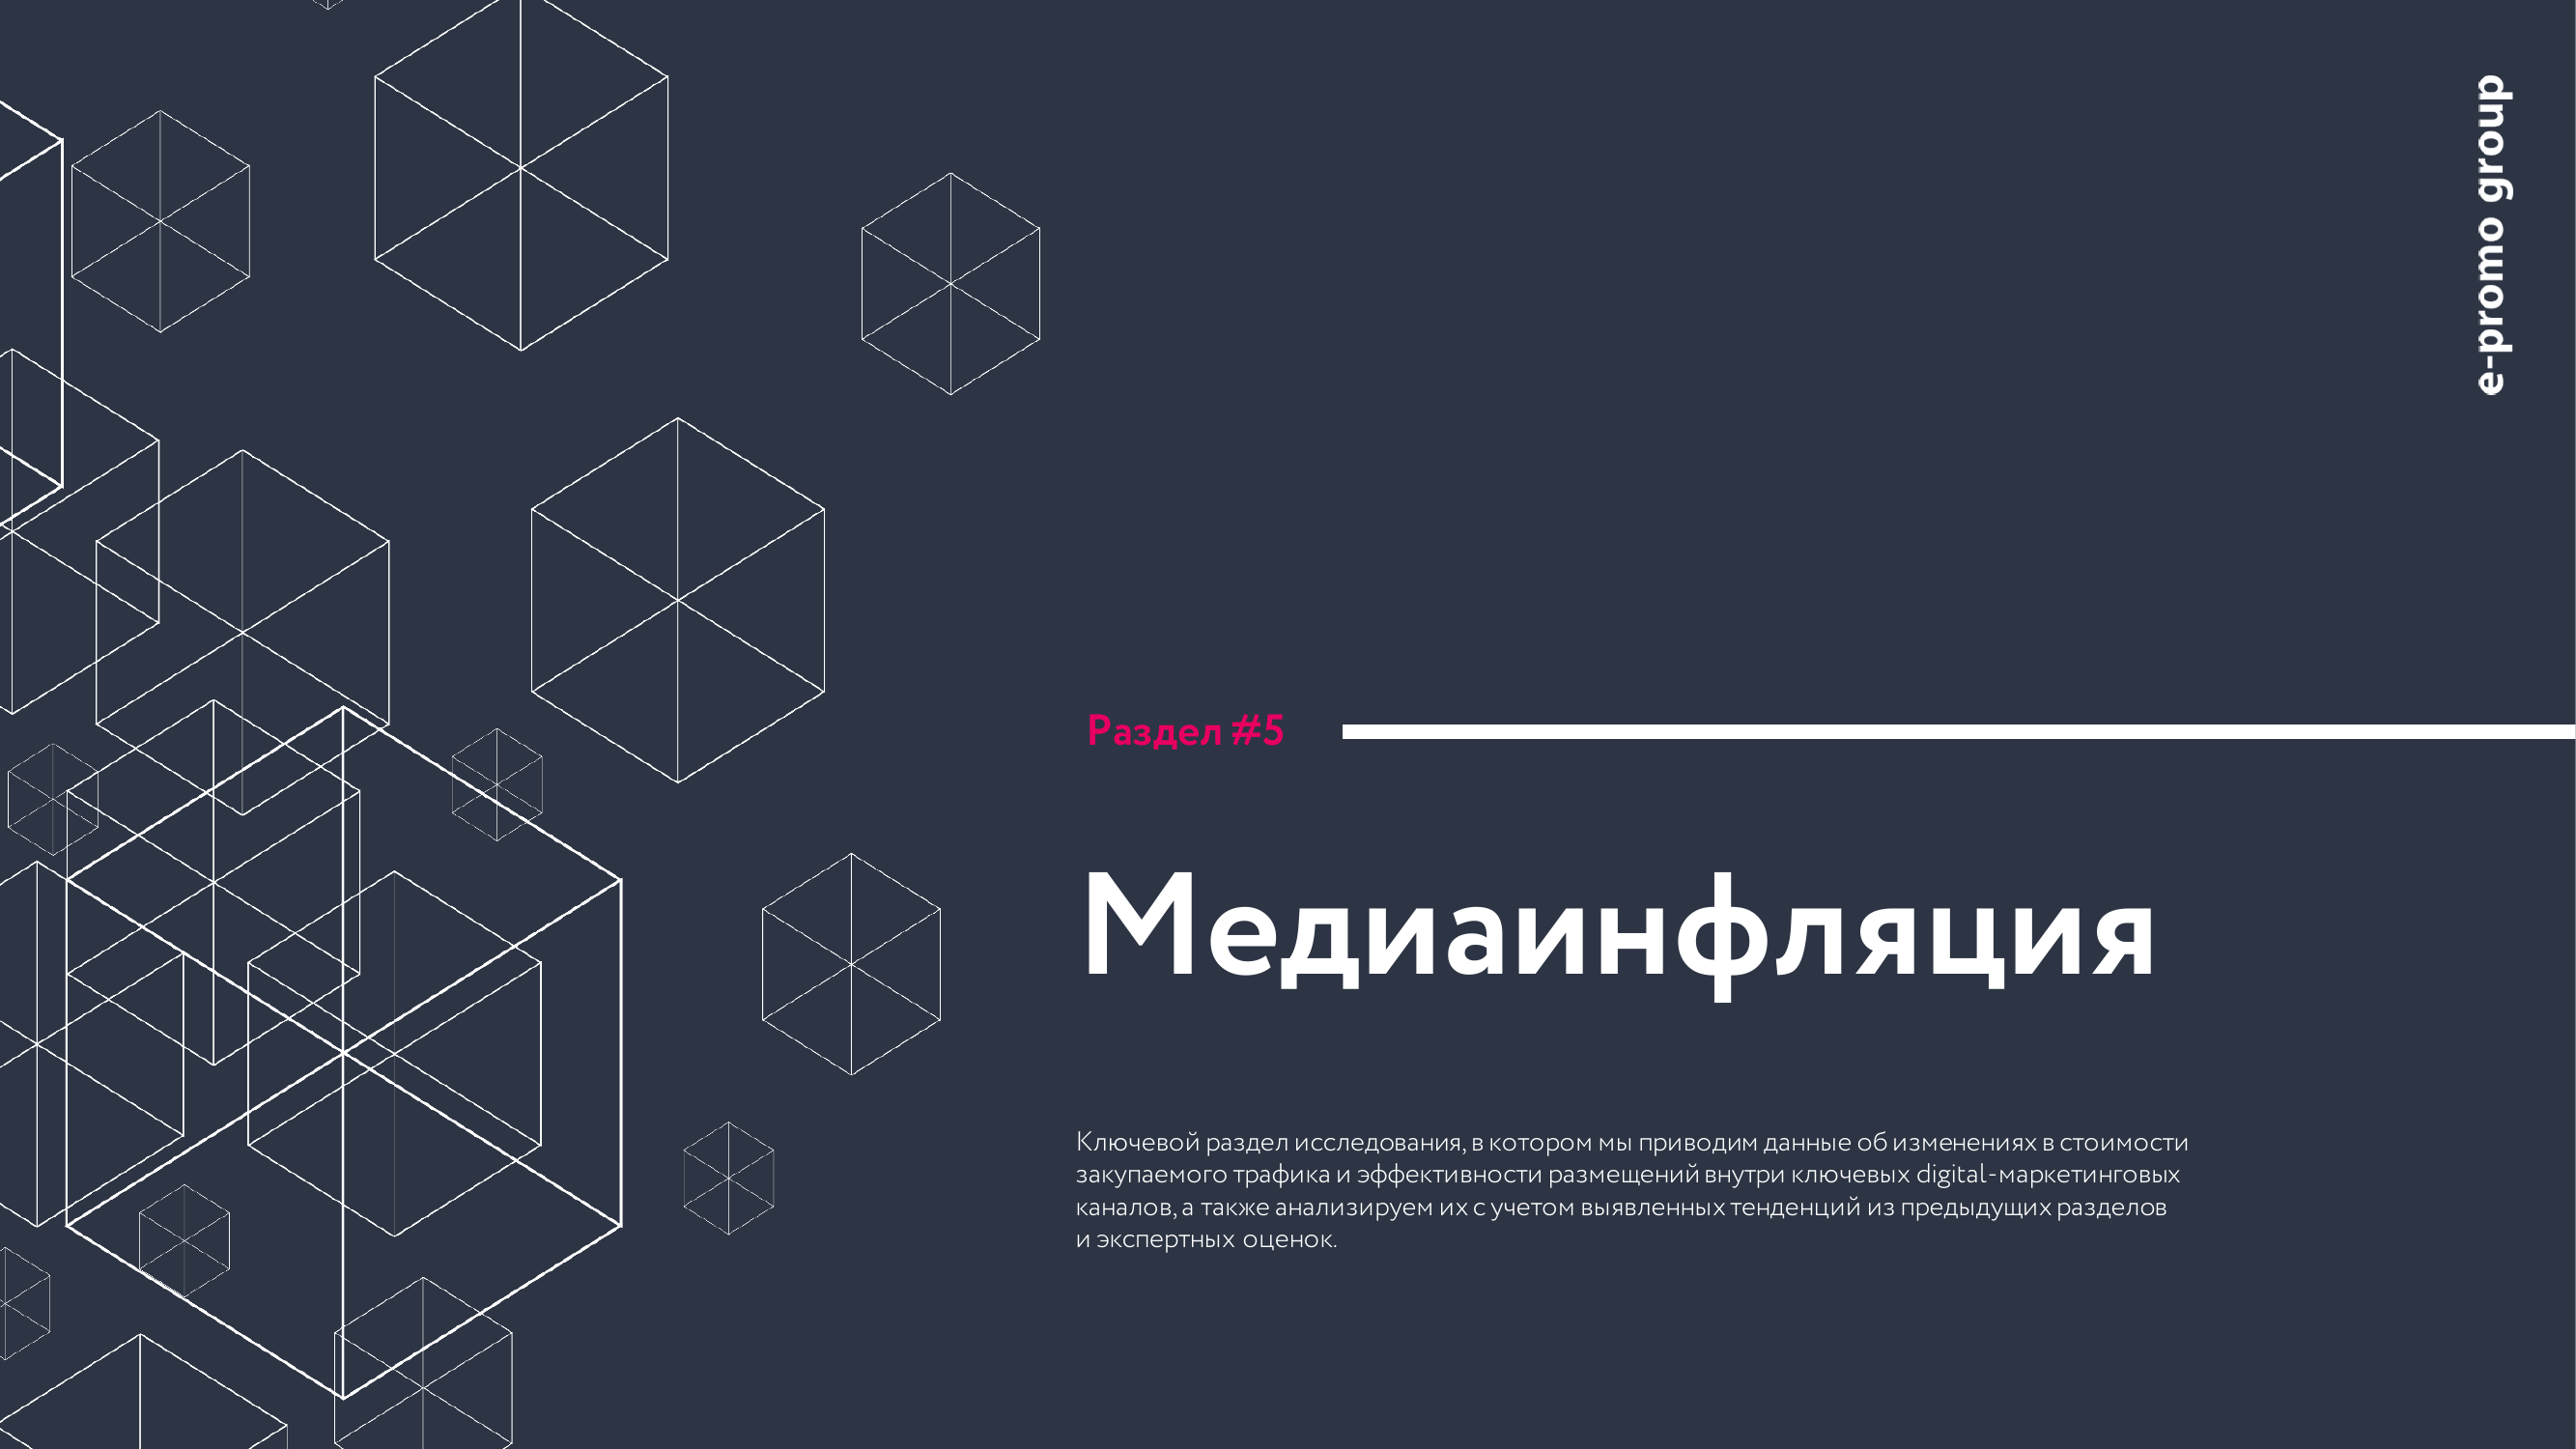 e-promo group
Раздел #5
Медиаинфляция
Ключевой раздел исследования, в котором мы приводим данные об изменениях в стоимости
закупаемого трафика и эффективности размещений внутри ключевых digital-маркетинговых
каналов, а также анализируем их с учетом выявленных тенденций из предыдущих разделов
и экспертных оценок.